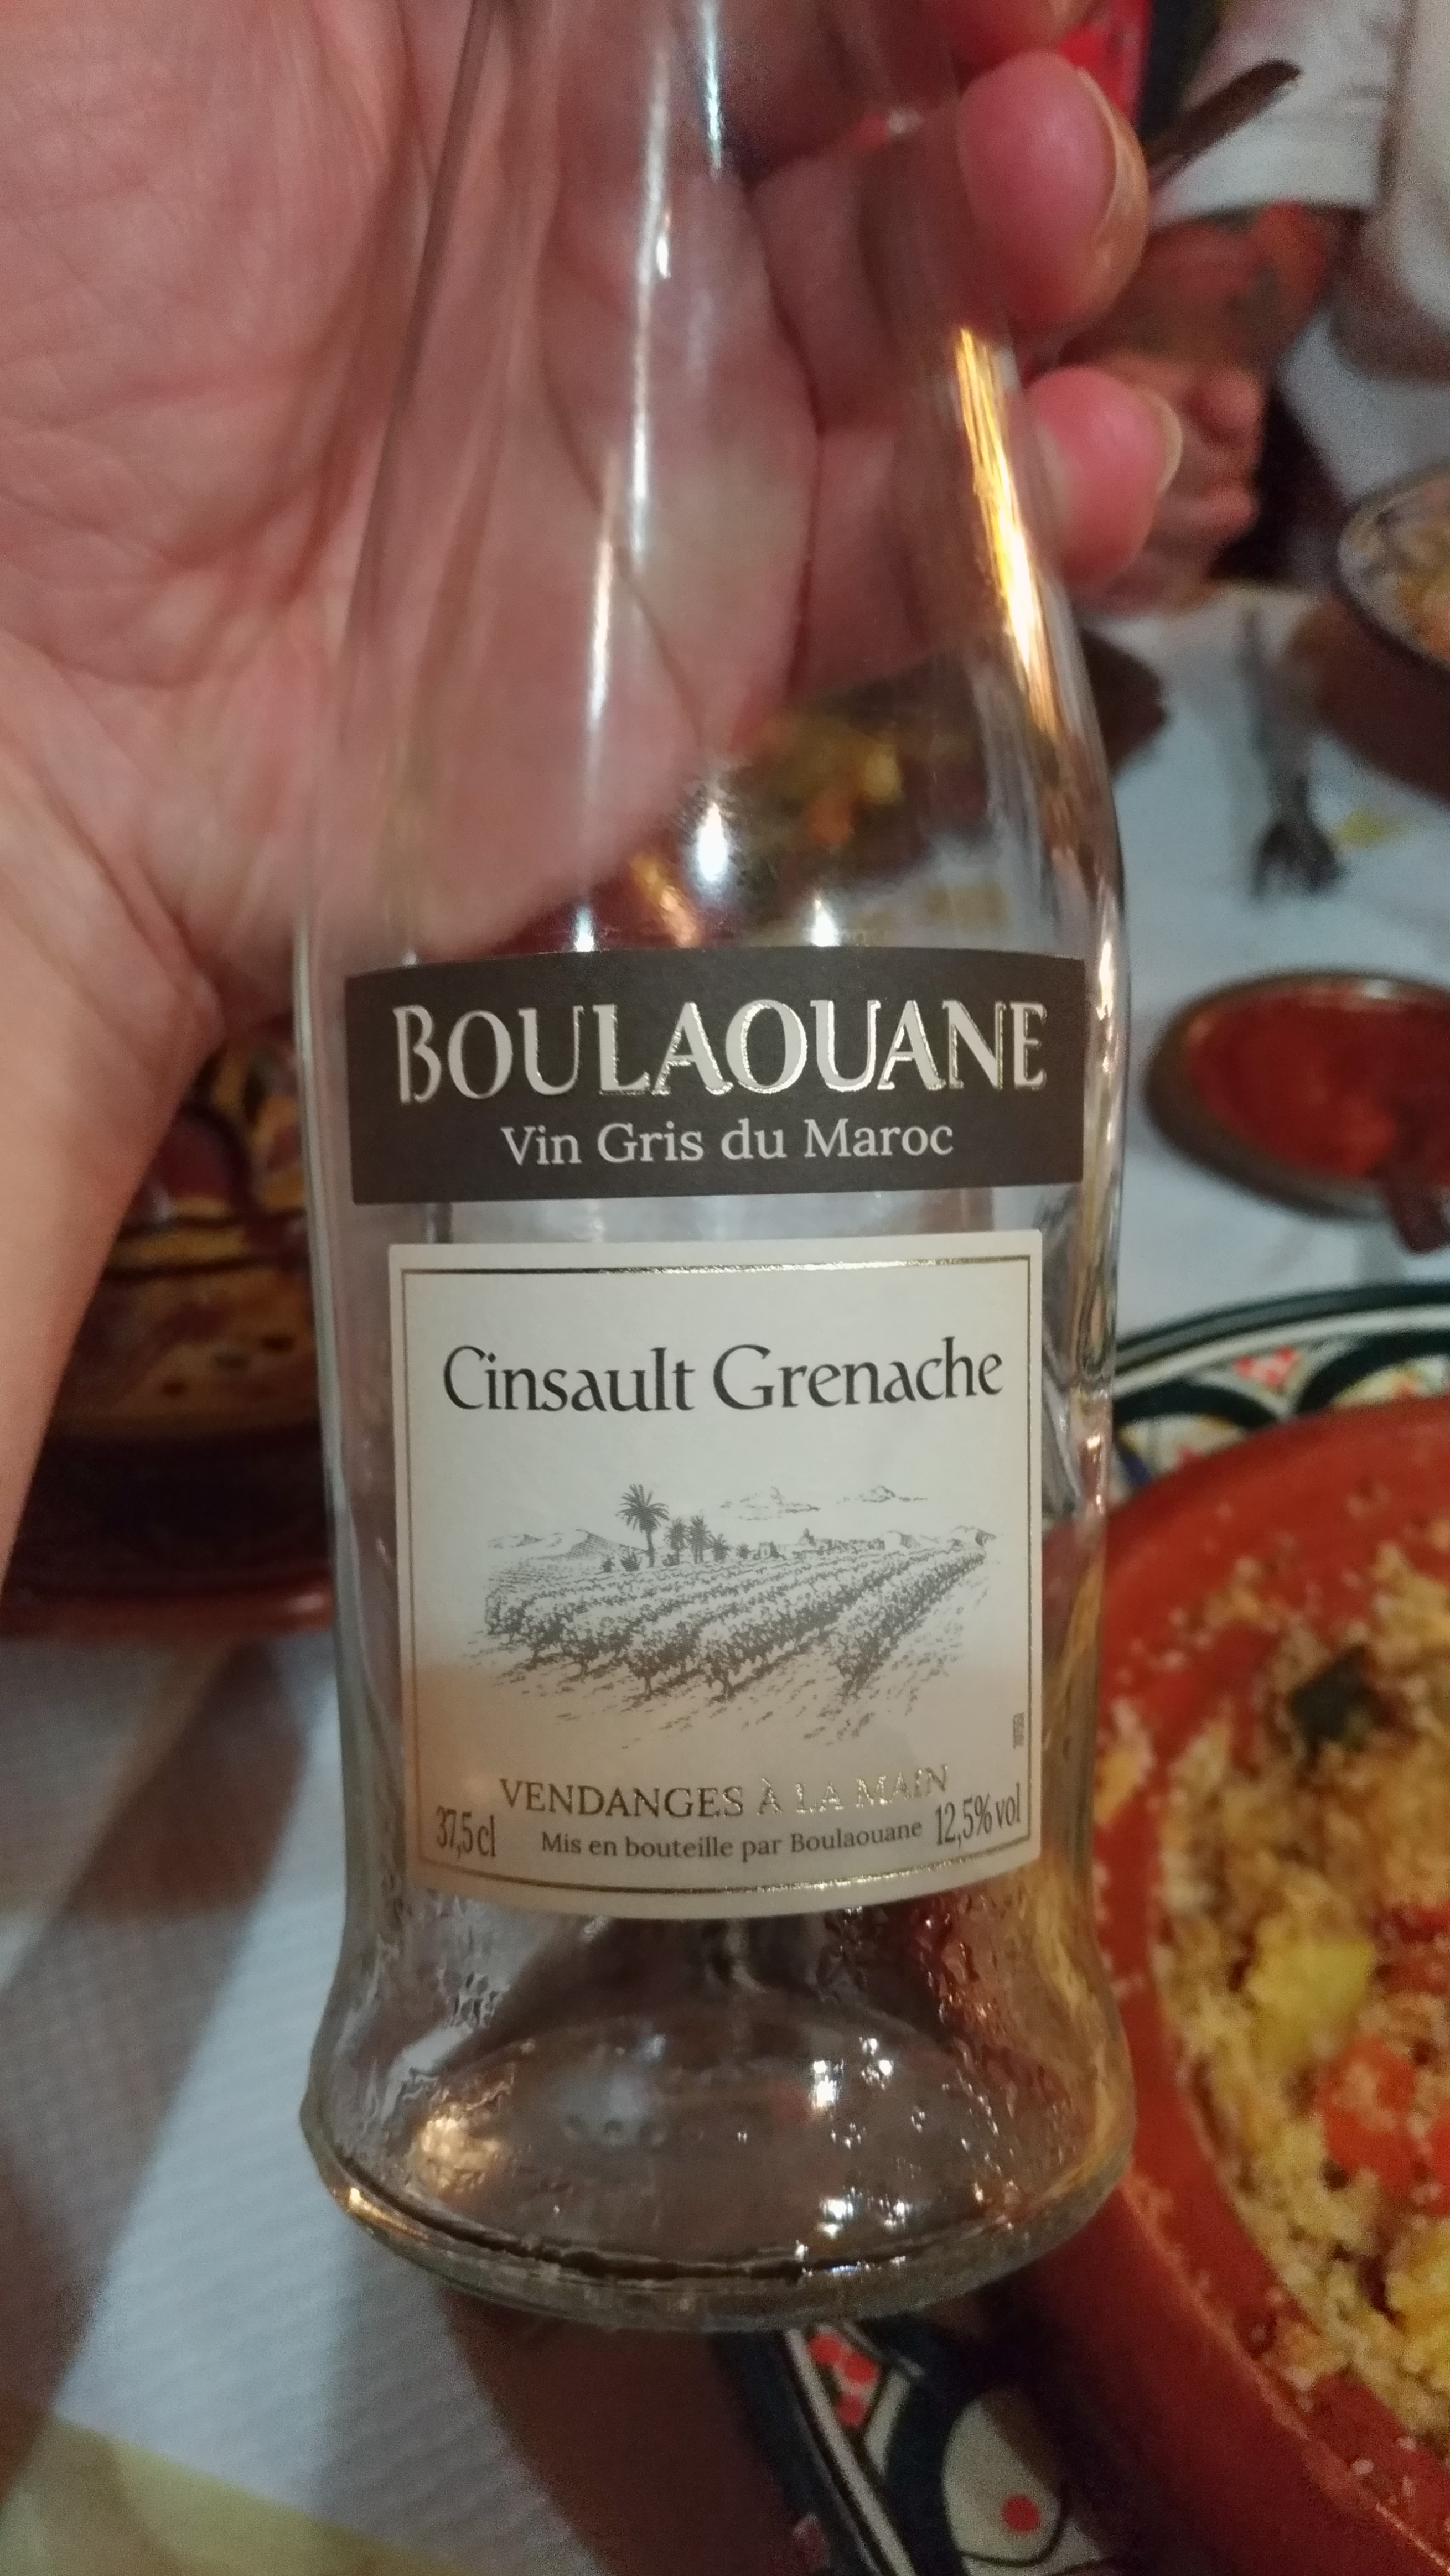 BOULAOUANE
Vin Gris du Maroc
Cinsault Grenache
VENDANGES À LA MAIN
37,5 cl Mis en bouteille par Boulaouane 12,5% vol